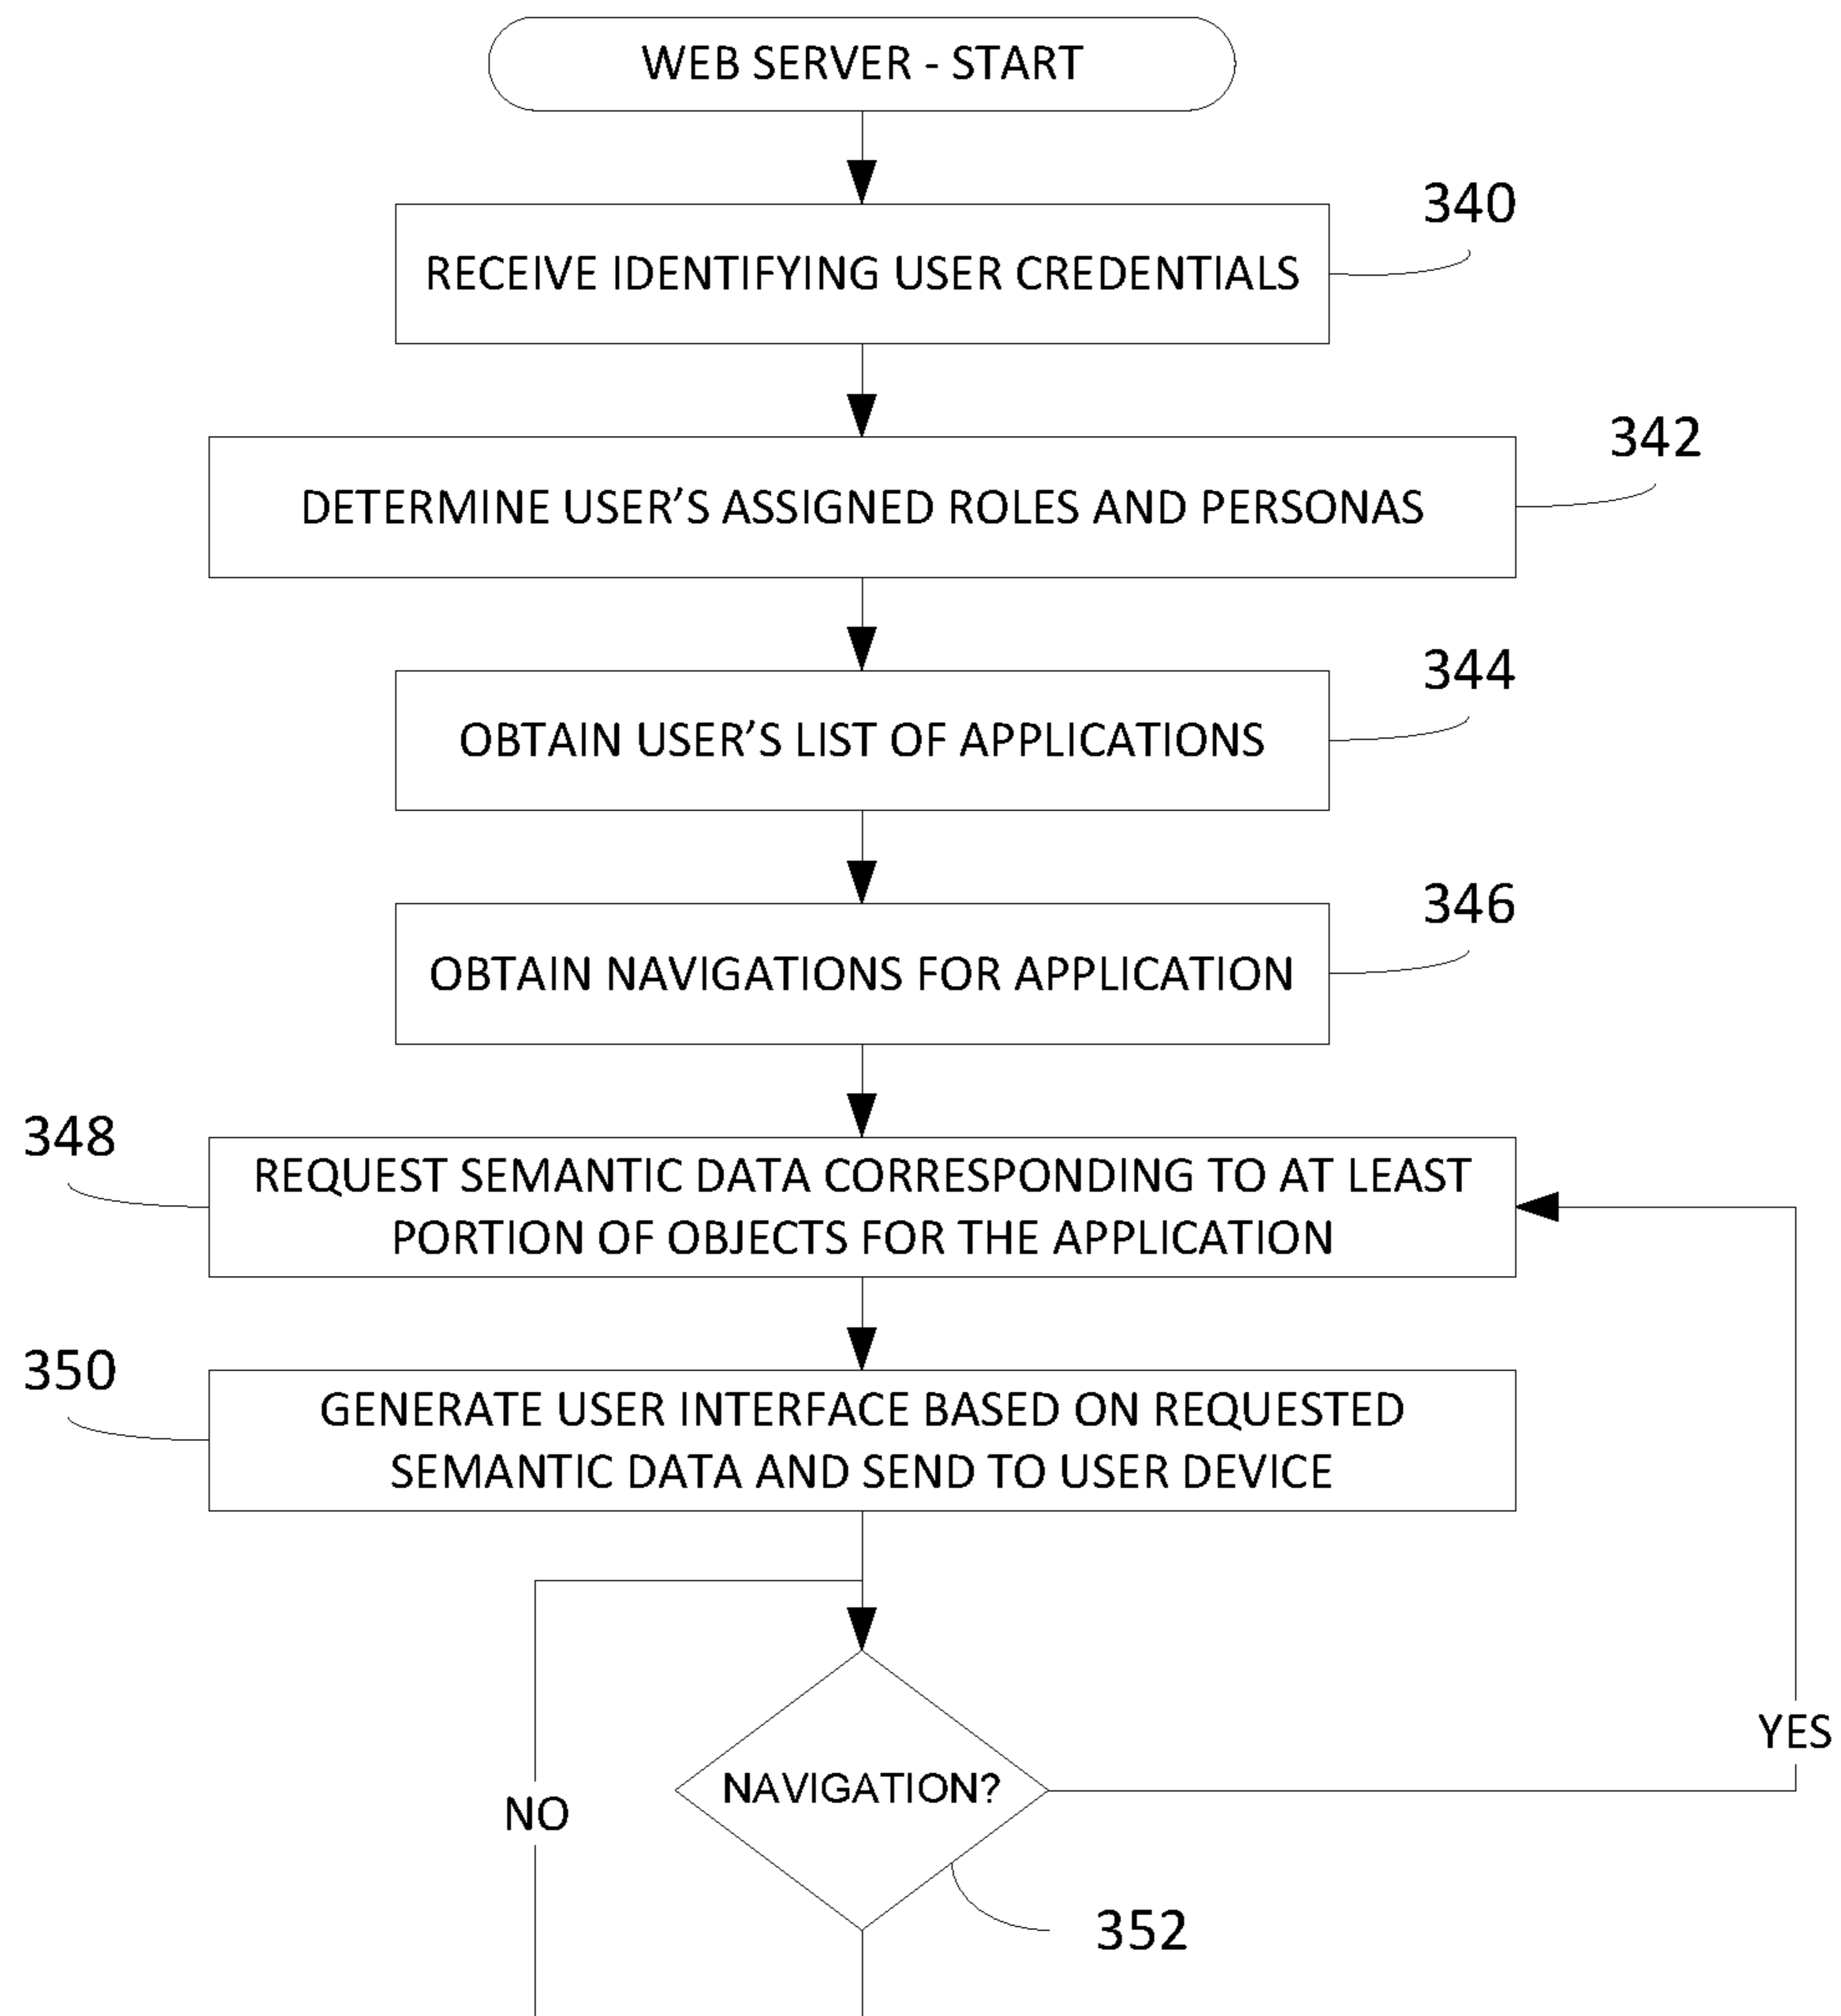 WEB SERVER - START
340
RECEIVE IDENTIFYING USER CREDENTIALS
342
DETERMINE USER’S ASSIGNED ROLES AND PERSONAS
344
OBTAIN USER’S LIST OF APPLICATIONS
346
OBTAIN NAVIGATIONS FOR APPLICATION
348
REQUEST SEMANTIC DATA CORRESPONDING TO AT LEAST
PORTION OF OBJECTS FOR THE APPLICATION
350
GENERATE USER INTERFACE BASED ON REQUESTED
SEMANTIC DATA AND SEND TO USER DEVICE
YES
NAVIGATION?
NO
352